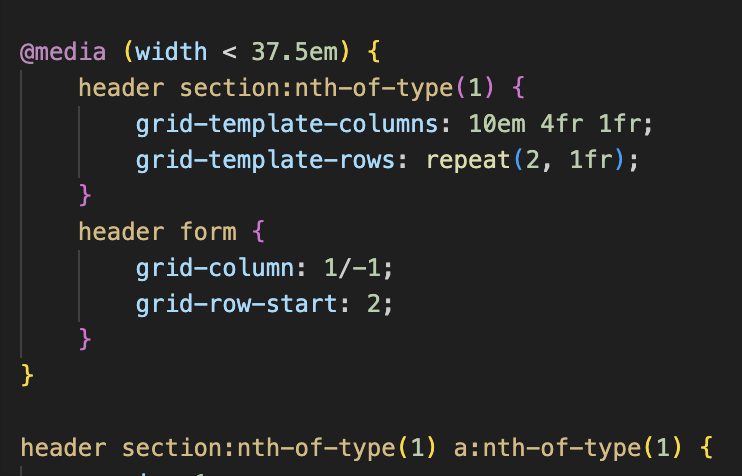 @media (width < 37.5em) {
header section:nth-of-type(1) {
grid-template-columns: 10em 4fr 1fr;
grid-template-rows: repeat(2, 1fr);
}
header form {
grid-column: 1/-1;
grid-row-start: 2;
}
}
header section:nth-of-type(1) a:nth-of-type(1) {